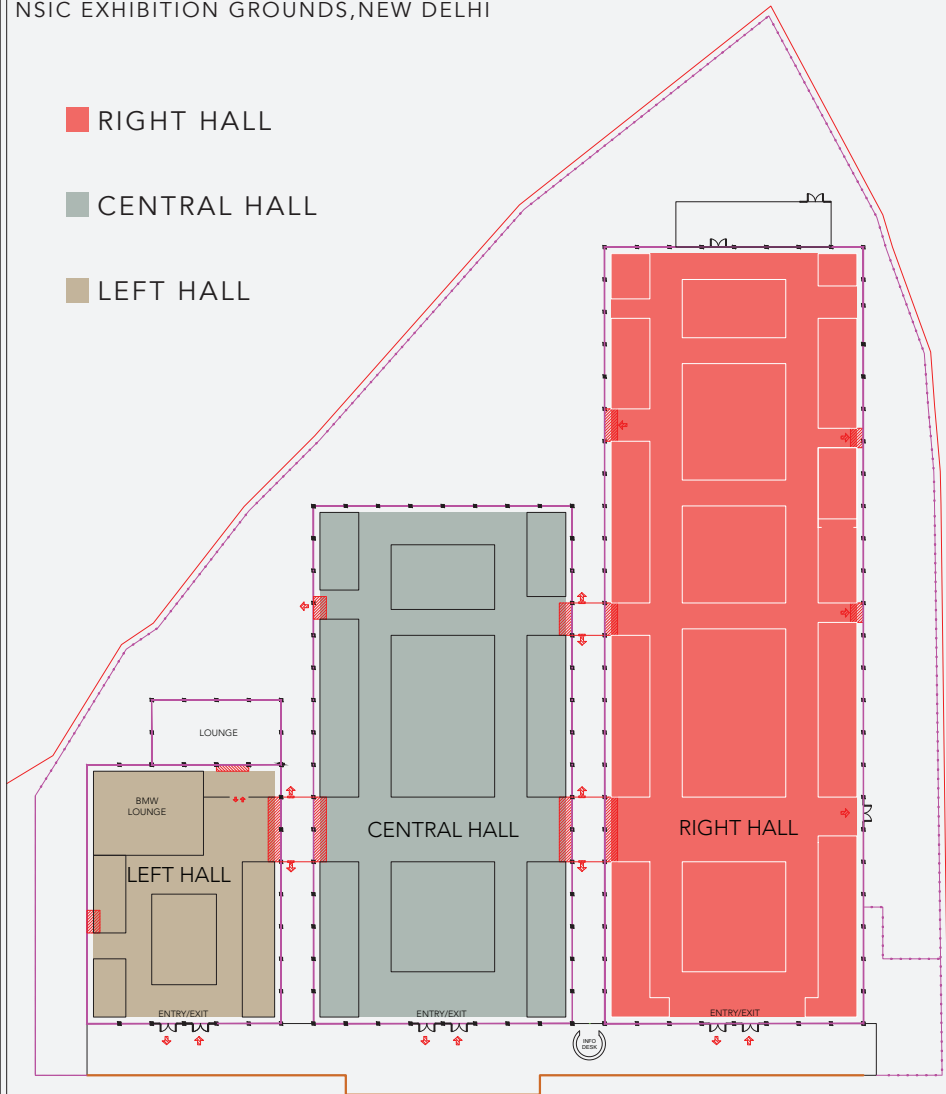 NSIC EXHIBITION GROUNDS,NEW DELHI
RIGHT HALL
CENTRAL HALL
LEFT HALL
LOUNGE
BMW
LOUNGE
LEFT HALL
CENTRAL HALL
RIGHT HALL
ENTRY/EXIT
ENTRY/EXIT
ENTRY/EXIT
INFO
DESK